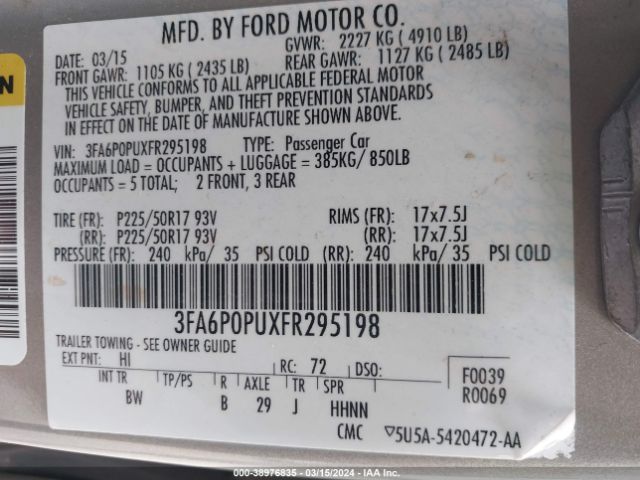 MFD. BY FORD MOTOR CO.
DATE: 03/15 GVWR: 2227 KG ( 4910 LB)
FRONT GAWR: 1105 KG ( 2435 LB) REAR GAWR: 1127 KG ( 2485 LB)
THIS VEHICLE CONFORMS TO ALL APPLICABLE FEDERAL MOTOR
VEHICLE SAFETY, BUMPER, AND THEFT PREVENTION STANDARDS
IN EFFECT ON THE DATE OF MANUFACTURE SHOWN ABOVE.
VIN: 3FA6P0PUXFR295198 TYPE: Passenger Car
MAXIMUM LOAD = OCCUPANTS + LUGGAGE = 385KG/ 850LB
OCCUPANTS = 5 TOTAL; 2 FRONT, 3 REAR
TIRE (FR): P225/50R17 93V RIMS (FR): 17x7.5J
(RR): P225/50R17 93V (RR): 17x7.5J
PRESSURE (FR): 240 kPa/ 35 PSI COLD (RR): 240 kPa/ 35 PSI COLD
3FA6P0PUXFR295198
TRAILER TOWING - SEE OWNER GUIDE
EXT PNT: HI RC: 72 DSO: F0039
INT TR TP/PS R AXLE TR SPR R0069
BW B 29 J HHNN
CMC ▽5U5A-5420472-AA
© 0000-38976835 - 03/15/2024 - IAA Inc.